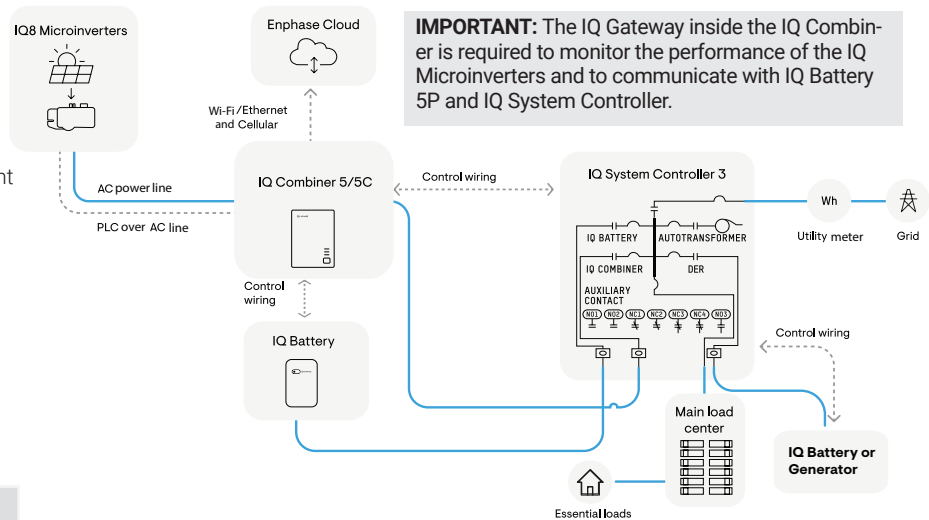 IQ8 Microinverters
Enphase Cloud
IMPORTANT: The IQ Gateway inside the IQ Combin-
er is required to monitor the performance of the IQ
Microinverters and to communicate with IQ Battery
5P and IQ System Controller.
Wi-Fi/Ethernet
and Cellular
nt
AC power line
PLC over AC line
IQ Combiner 5/5C
Control wiring
IQ System Controller 3
IQ BATTERY
AUTOTRANSFORMER
IQ COMBINER
DER
AUXILIARY
CONTACT
NO1 NO2 NC1 NC2 NC3 NC4 NO3
Wh
Utility meter
Grid
Control
wiring
IQ Battery
Control wiring
Main load
center
IQ Battery or
Generator
Essential loads